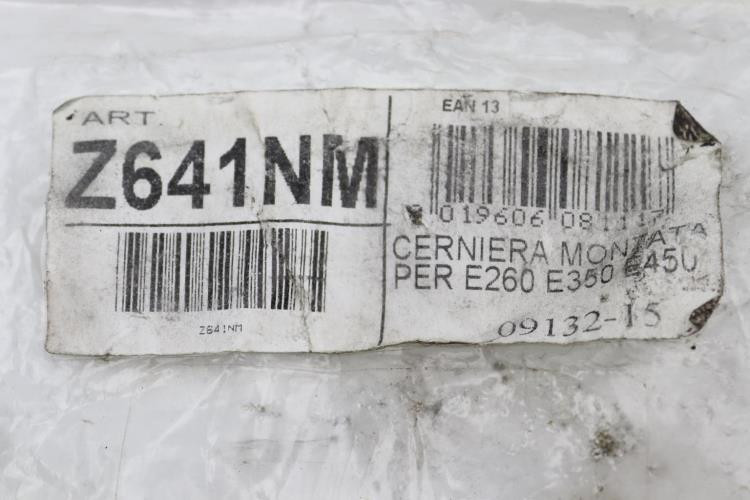 ART.
Z641NM
Z641NM
EAN 13
019606
CERNIERA MONTATA
PER E260 E350 E450
09132-15